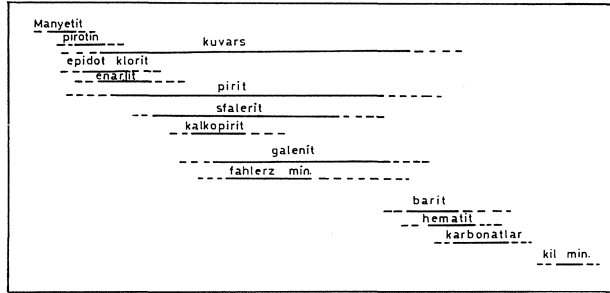 Manyetit
pirotin
kuvars
epidot klorit
enarjit
pirit
sfalerit
kalkopirit
galenit
fahlerz min.
barit
hematit
karbonatlar
kil min.